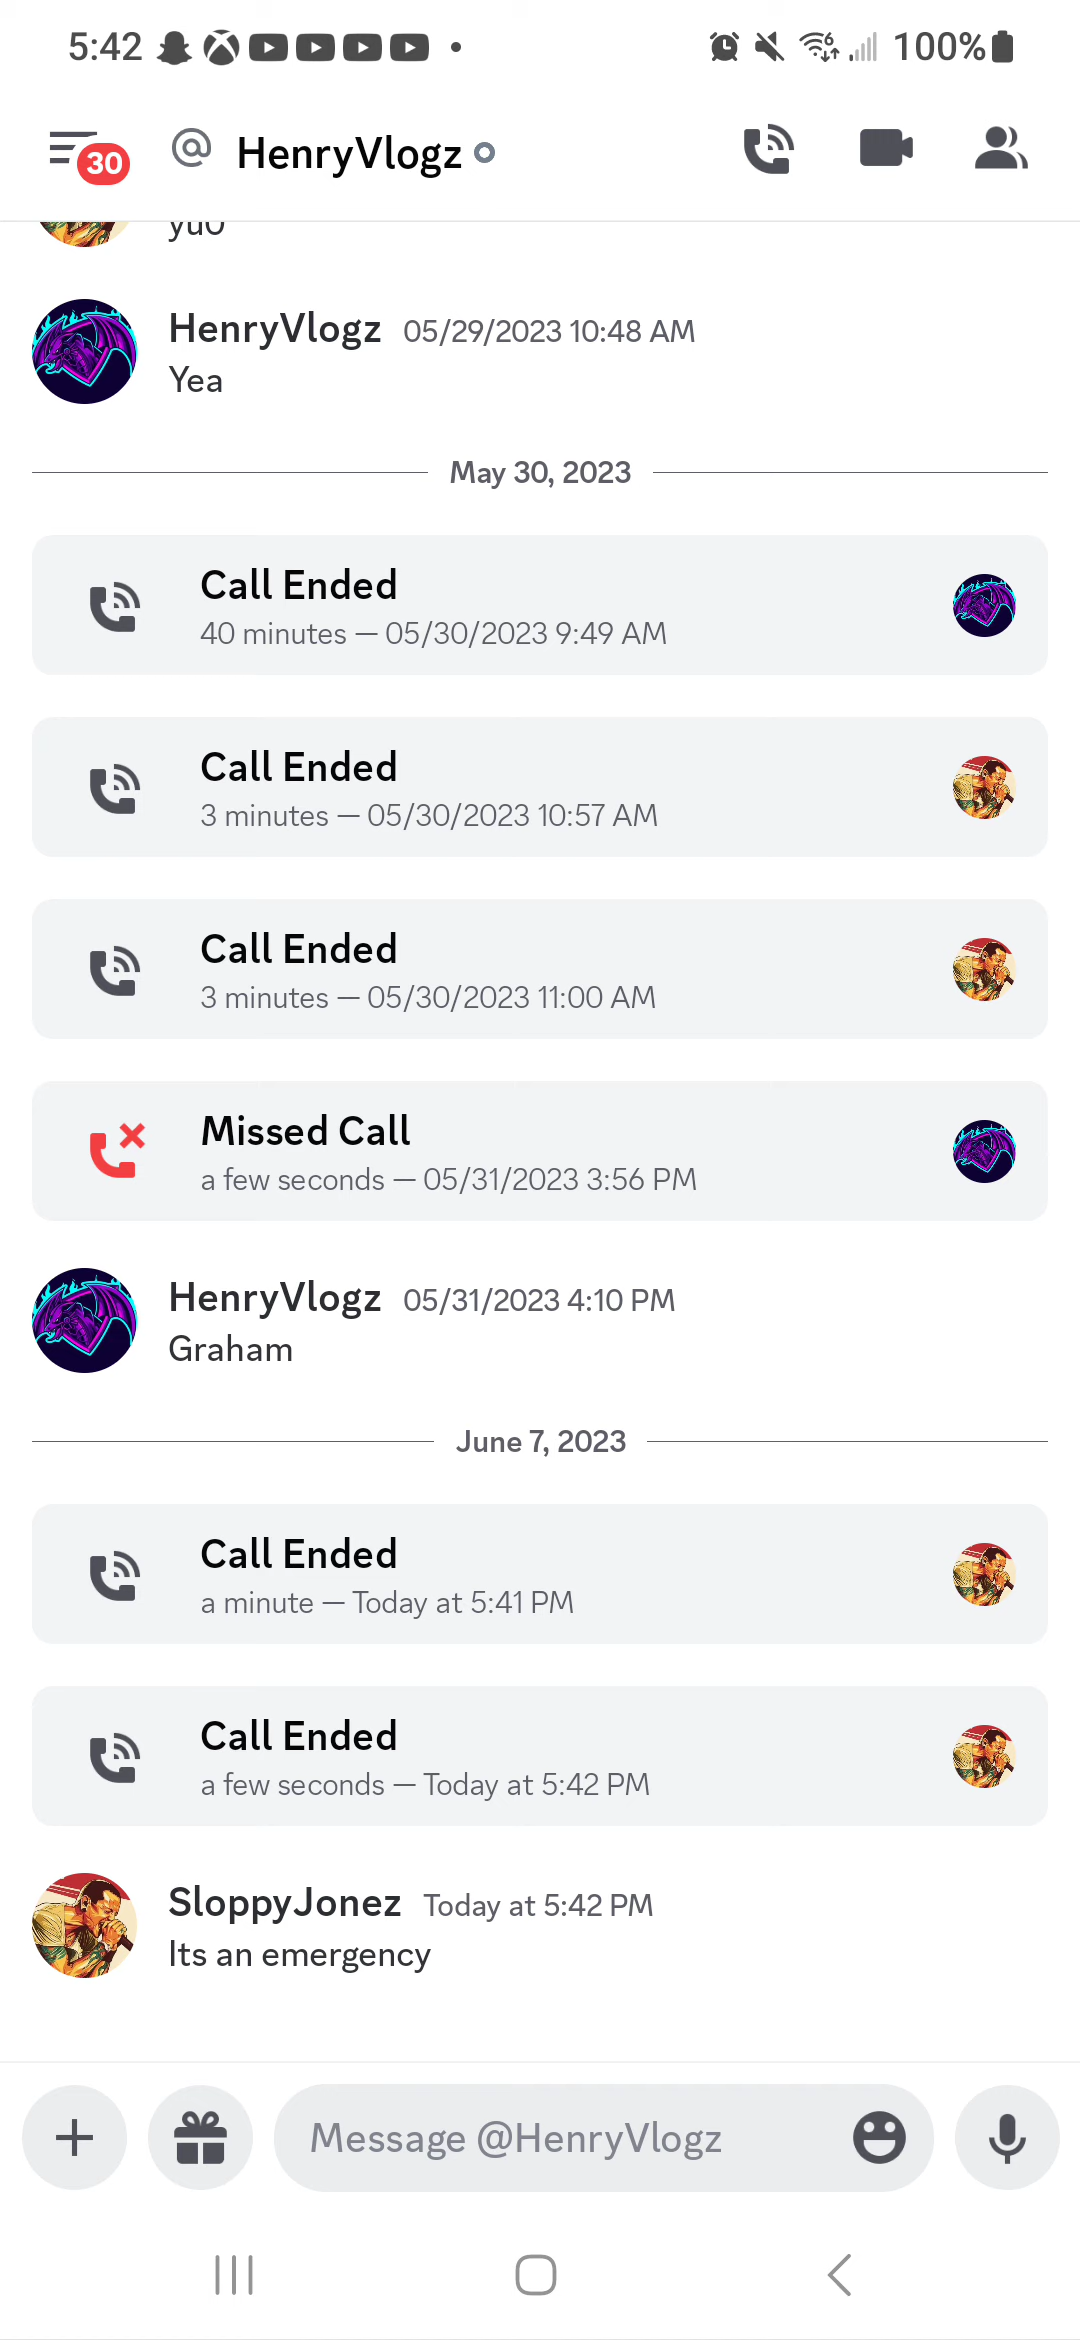 5:42 100%
30 @ HenryVlogz
yu0
HenryVlogz 05/29/2023 10:48 AM
Yea
May 30, 2023
Call Ended
40 minutes — 05/30/2023 9:49 AM
Call Ended
3 minutes — 05/30/2023 10:57 AM
Call Ended
3 minutes — 05/30/2023 11:00 AM
Missed Call
a few seconds — 05/31/2023 3:56 PM
HenryVlogz 05/31/2023 4:10 PM
Graham
June 7, 2023
Call Ended
a minute — Today at 5:41 PM
Call Ended
a few seconds — Today at 5:42 PM
SloppyJonez Today at 5:42 PM
Its an emergency
Message @HenryVlogz